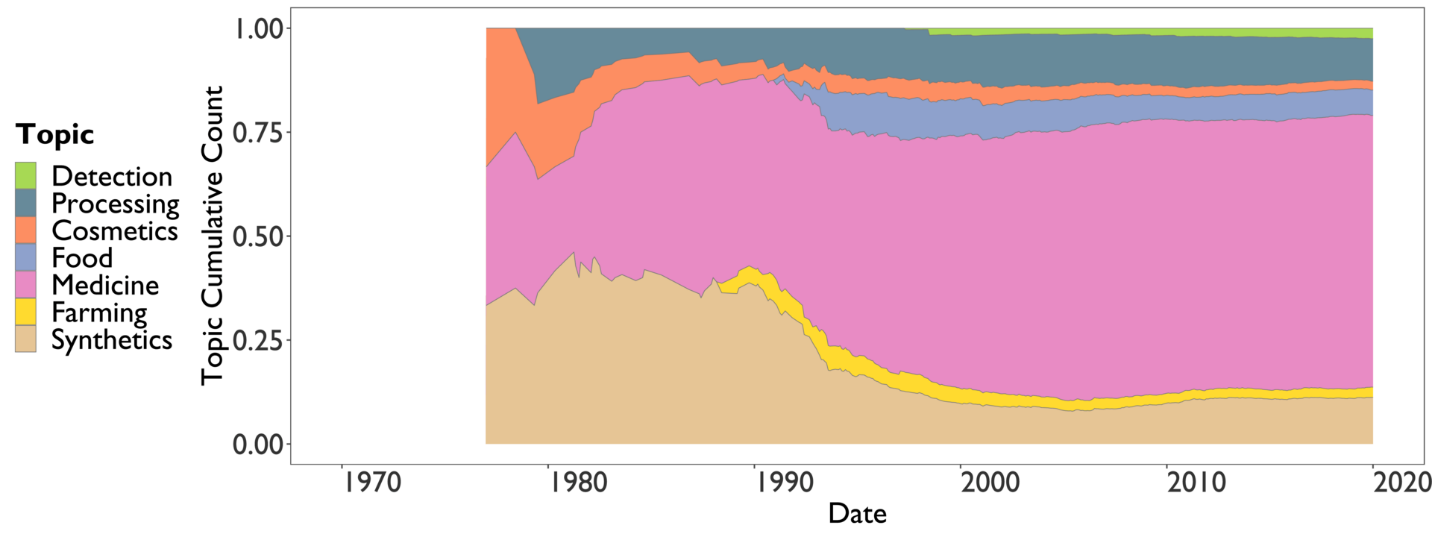 Topic
Detection
Processing
Cosmetics
Food
Medicine
Farming
Synthetics
Topic Cumulative Count
1.00
0.75
0.50
0.25
0.00
1970 1980 1990 2000 2010 2020
Date